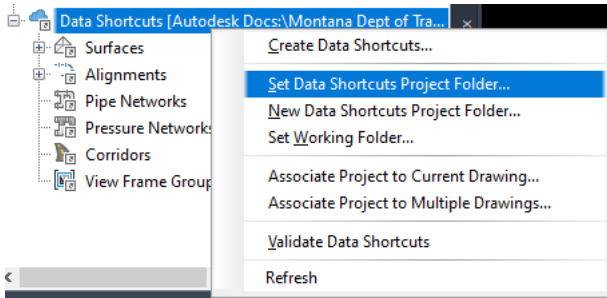 Data Shortcuts [Autodesk Docs:\Montana Dept of Tra...
Surfaces
Alignments
Pipe Networks
Pressure Networks
Corridors
View Frame Group
Create Data Shortcuts...
Set Data Shortcuts Project Folder...
New Data Shortcuts Project Folder...
Set Working Folder...
Associate Project to Current Drawing...
Associate Project to Multiple Drawings...
Validate Data Shortcuts
Refresh